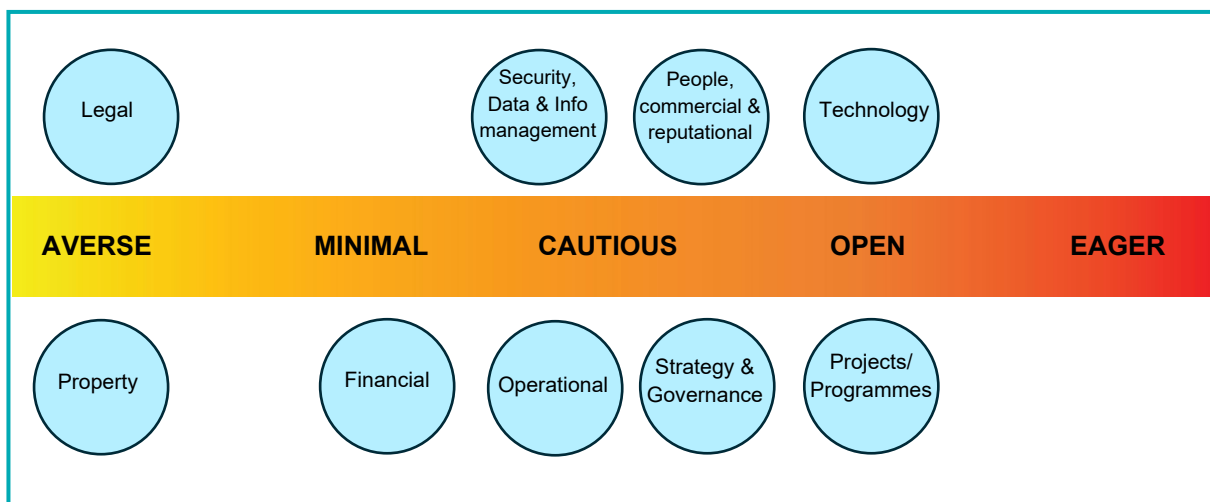 Legal
Security,
Data & Info
management
People,
commercial &
reputational
Technology
AVERSE
MINIMAL
CAUTIOUS
OPEN
EAGER
Property
Financial
Operational
Strategy &
Governance
Projects/
Programmes